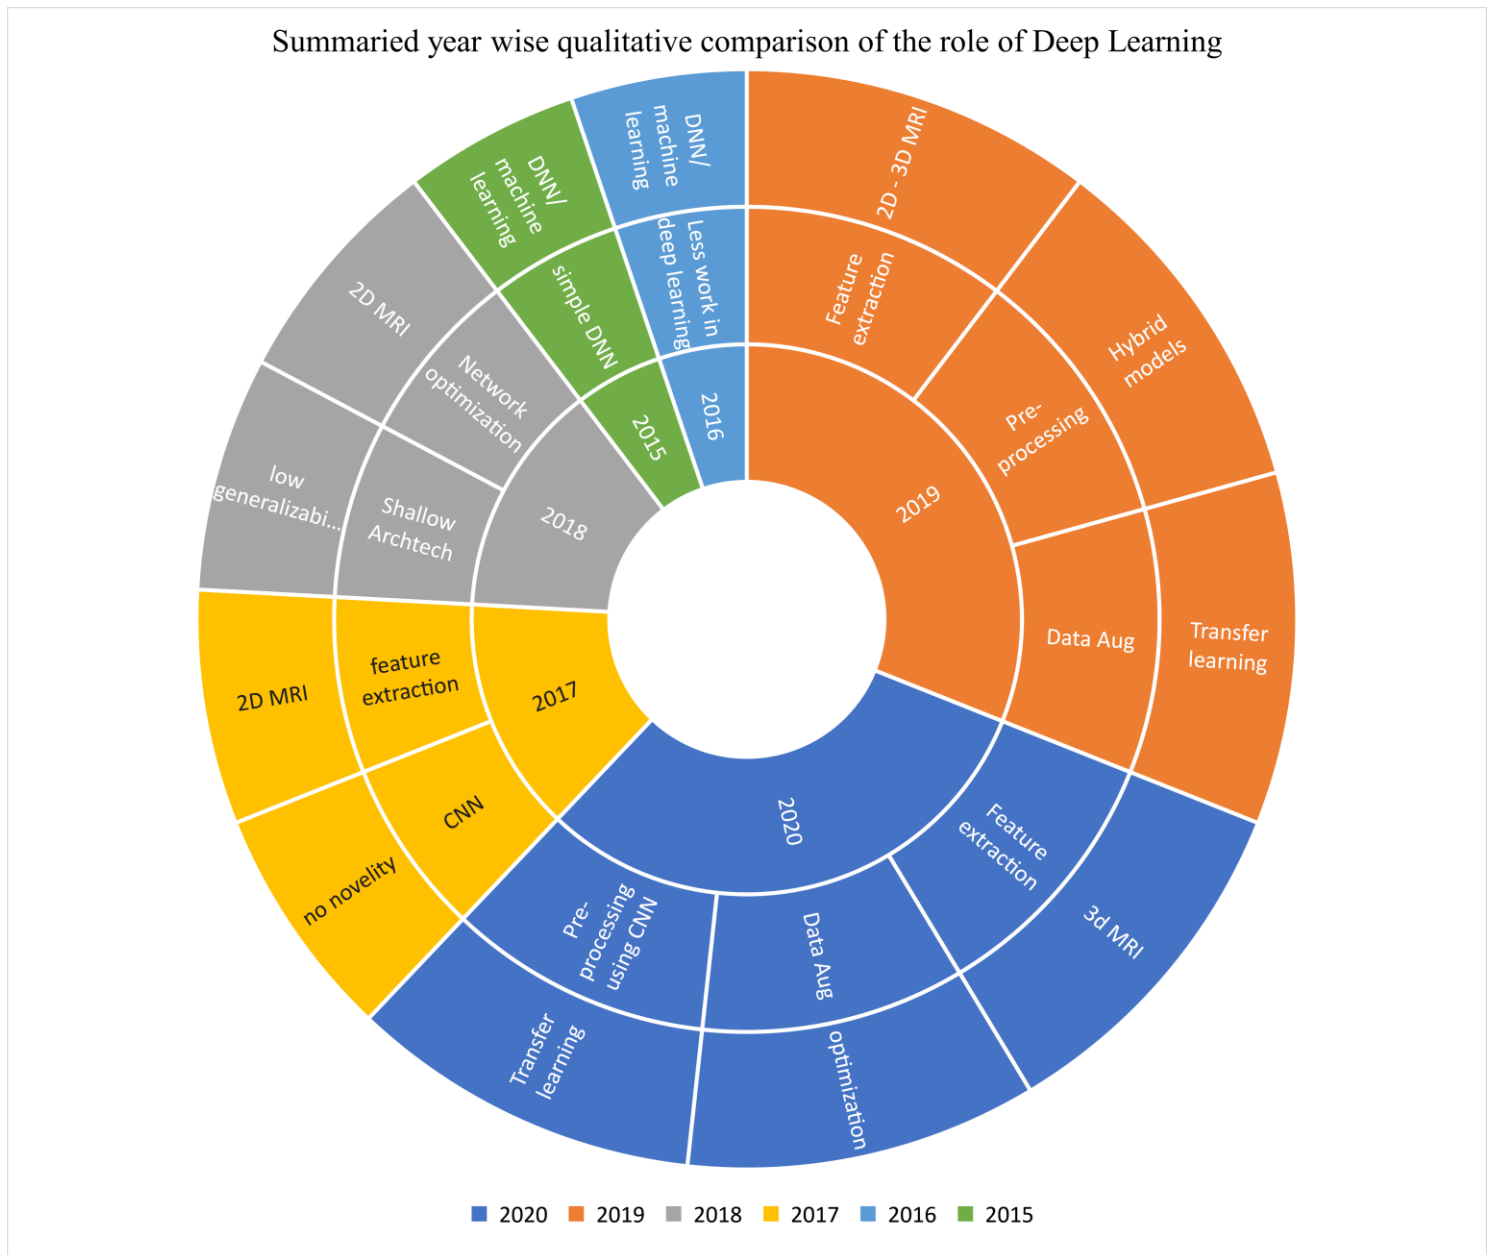 Summaried year wise qualitative comparison of the role of Deep Learning
DNN/
machine
learning
DNN/
machine
learning
2D - 3D MRI
Hybrid
models
Transfer
learning
3d MRI
optimization
Transfer
learning
no novelity
2D MRI
low
generalizabi...
2D MRI
simple DNN
Less work in
deep learning
Feature
extraction
Pre-
processing
Data Aug
Feature
extraction
Data Aug
Pre-
processing
using CNN
CNN
feature
extraction
Shallow
Archtech
Network
optimization
2015
2016
2019
2020
2017
2018
2020
2019
2018
2017
2016
2015